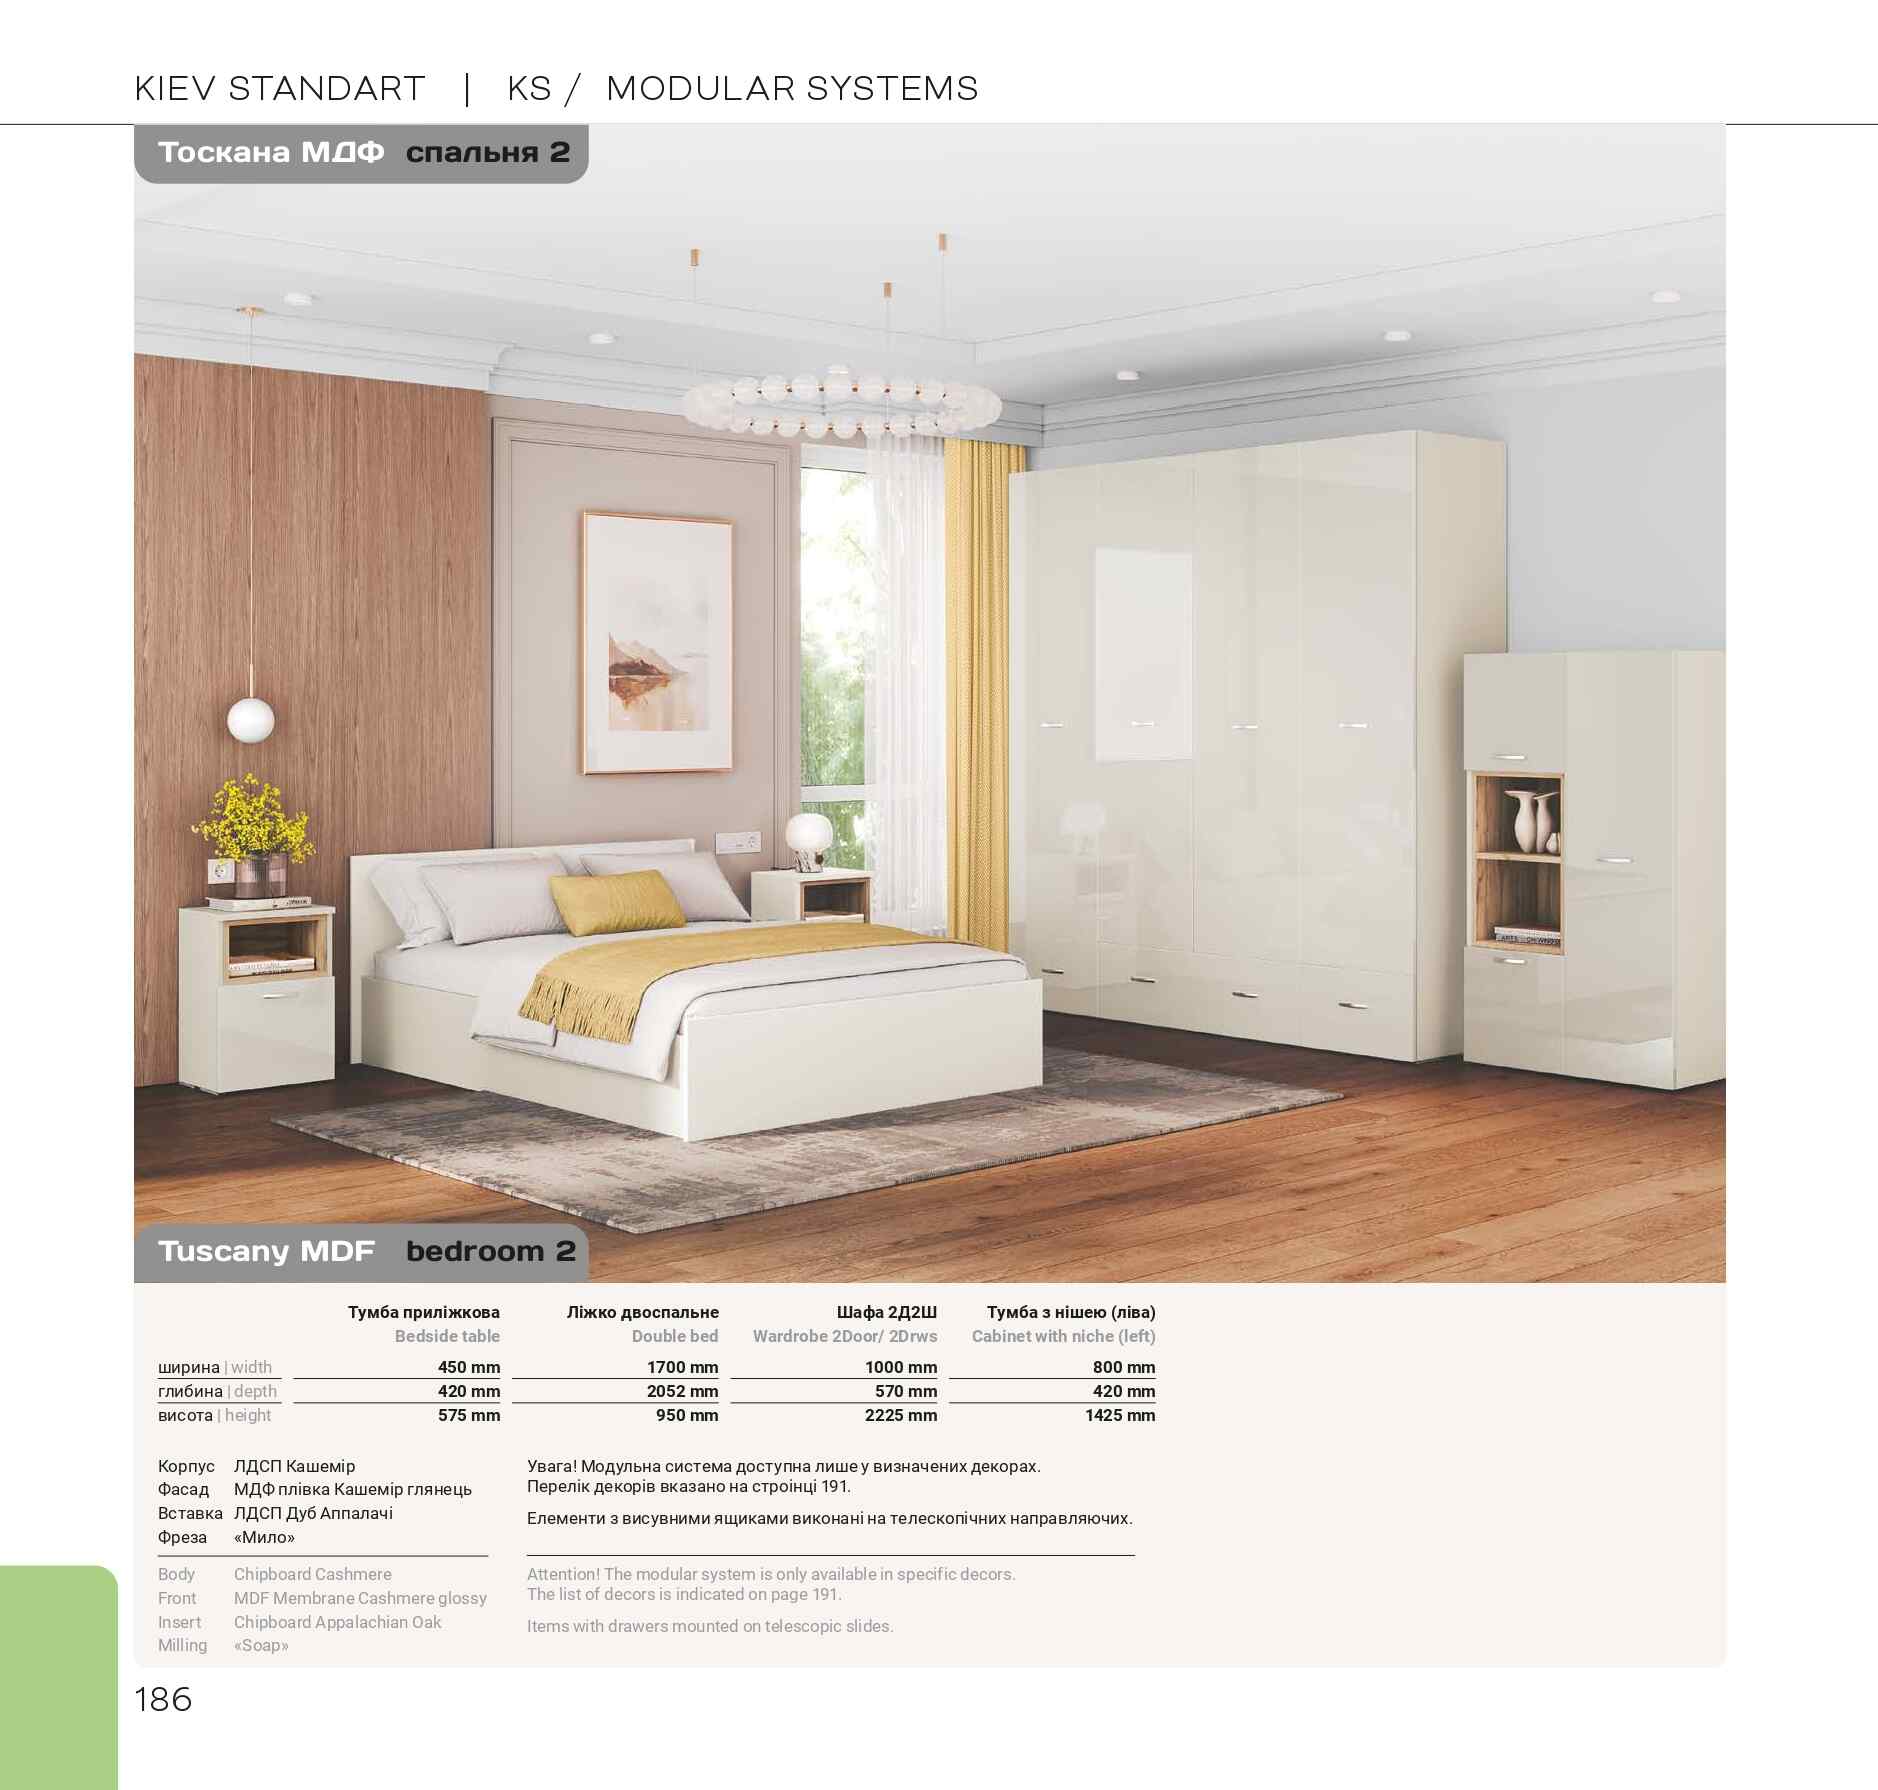 KIEV STANDART | KS / MODULAR SYSTEMS
Тоскана МДФ спальня 2
Tuscany MDF bedroom 2
Тумба приліжкова Ліжко двоспальне Шафа 2Д2Ш Тумба з нішею (ліва)
Bedside table Double bed Wardrobe 2Door/ 2Drws Cabinet with niche (left)
ширина | width 450 mm 1700 mm 1000 mm 800 mm
глибина | depth 420 mm 2052 mm 570 mm 420 mm
висота | height 575 mm 950 mm 2225 mm 1425 mm
Корпус ЛДСП Кашемір
Фасад МДФ плівка Кашемір глянець
Вставка ЛДСП Дуб Аппалачі
Фреза «Мило»
Body Chipboard Cashmere
Front MDF Membrane Cashmere glossy
Insert Chipboard Appalachian Oak
Milling «Soap»
Увага! Модульна система доступна лише у визначених декорах.
Перелік декорів вказано на строінці 191.
Елементи з висувними ящиками виконані на телескопічних направляючих.
Attention! The modular system is only available in specific decors.
The list of decors is indicated on page 191.
Items with drawers mounted on telescopic slides.
186